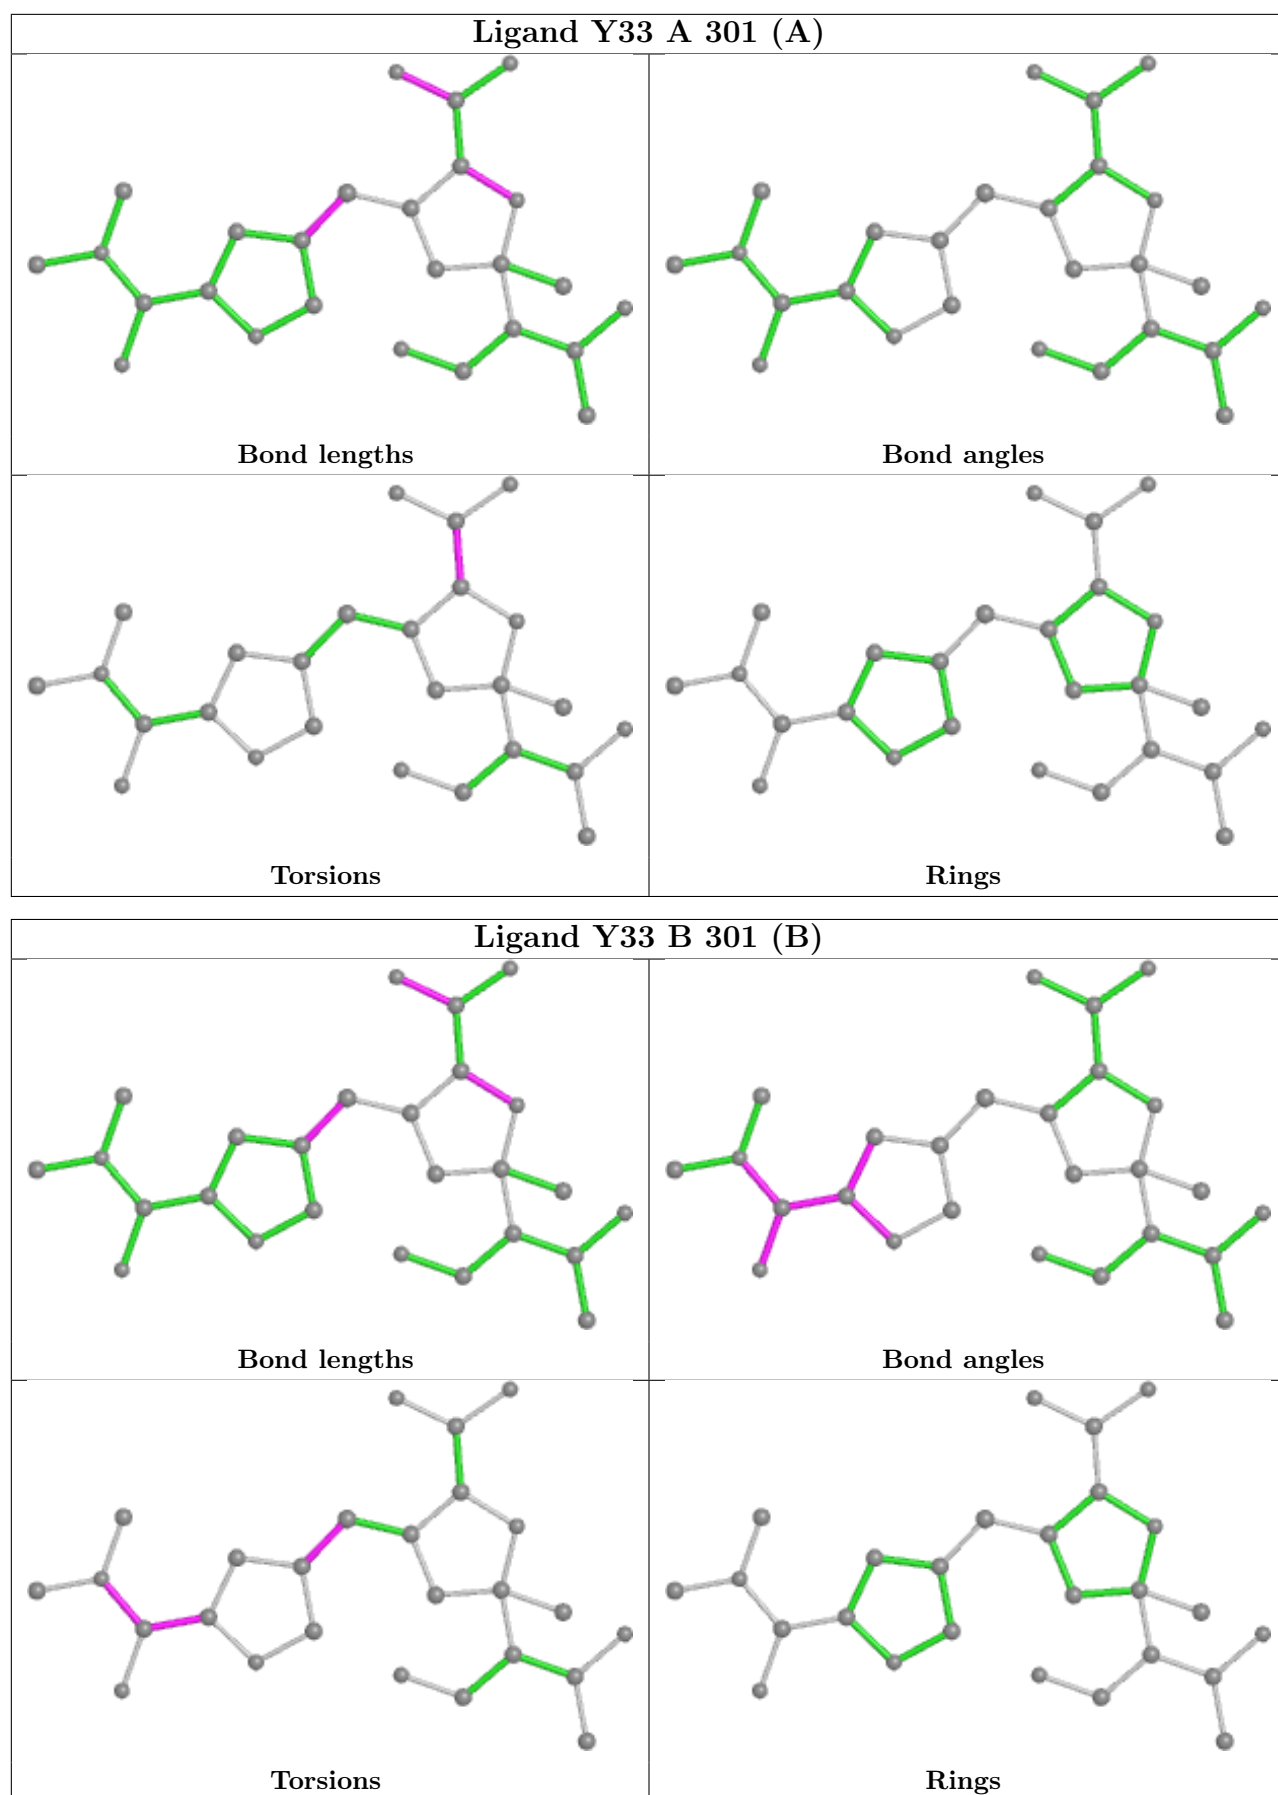 Ligand Y33 A 301 (A)
Bond lengths
Bond angles
Torsions
Rings
Ligand Y33 B 301 (B)
Bond lengths
Bond angles
Torsions
Rings